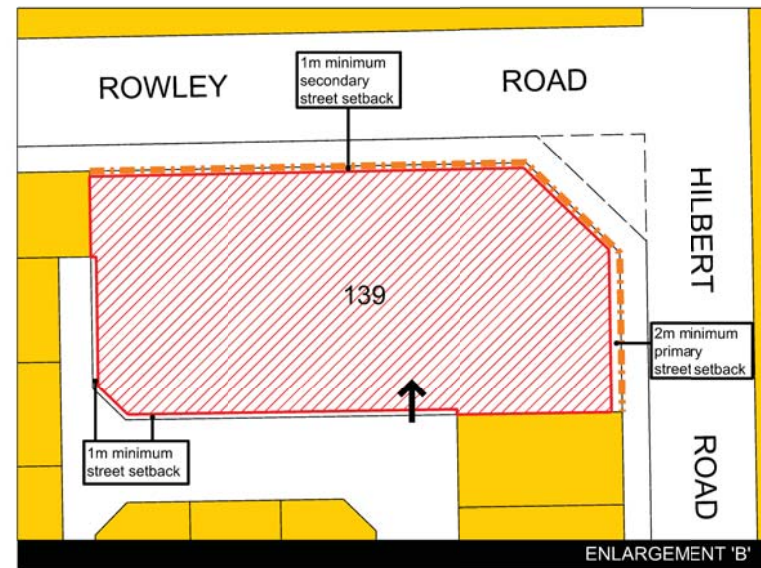 ROWLEY ROAD
1m minimum
secondary
street setback
HILBERT ROAD
139
2m minimum
primary
street setback
1m minimum
street setback
ENLARGEMENT 'B'